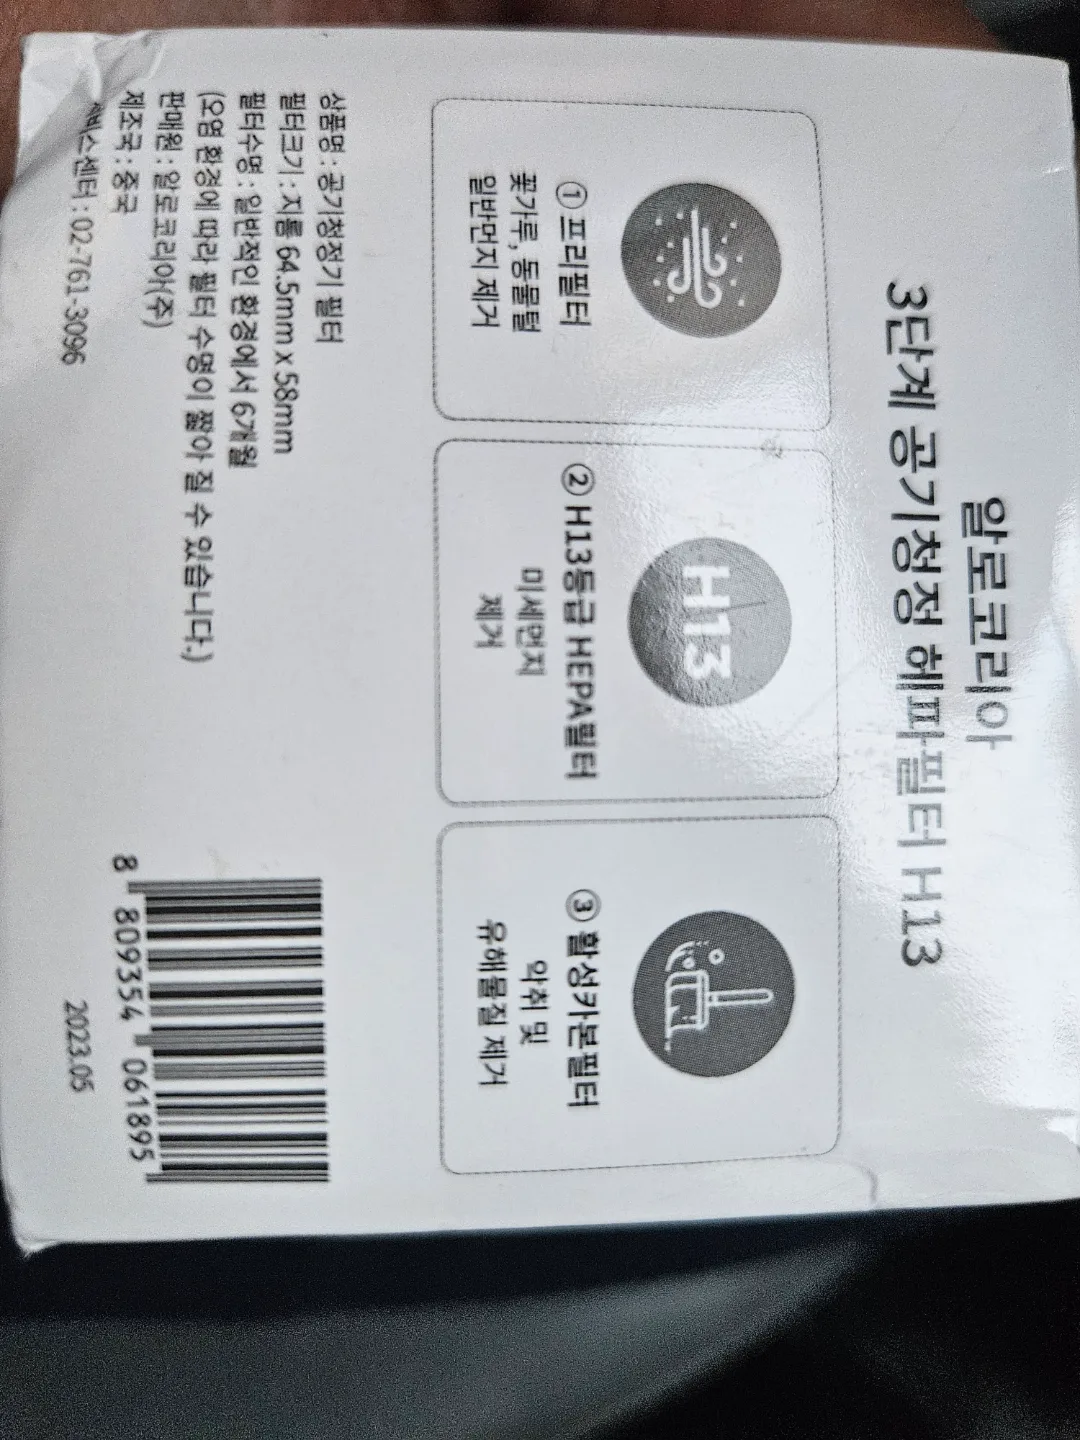 알로코리아
3단계 공기청정 헤파필터 H13
① 프리필터
꽃가루, 동물털
일반먼지 제거
H13
② H13등급 HEPA필터
미세먼지
제거
③ 활성카본필터
악취 및
유해물질 제거
상품명 : 공기청정기 필터
필터크기 : 지름 64.5mm x 58mm
필터수명 : 일반적인 환경에서 6개월
(오염 환경에 따라 필터 수명이 짧아 질 수 있습니다.)
판매원 : 알로코리아(주)
제조국 : 중국
서비스센터 : 02-761-3096
8 809354 061895
2023.05